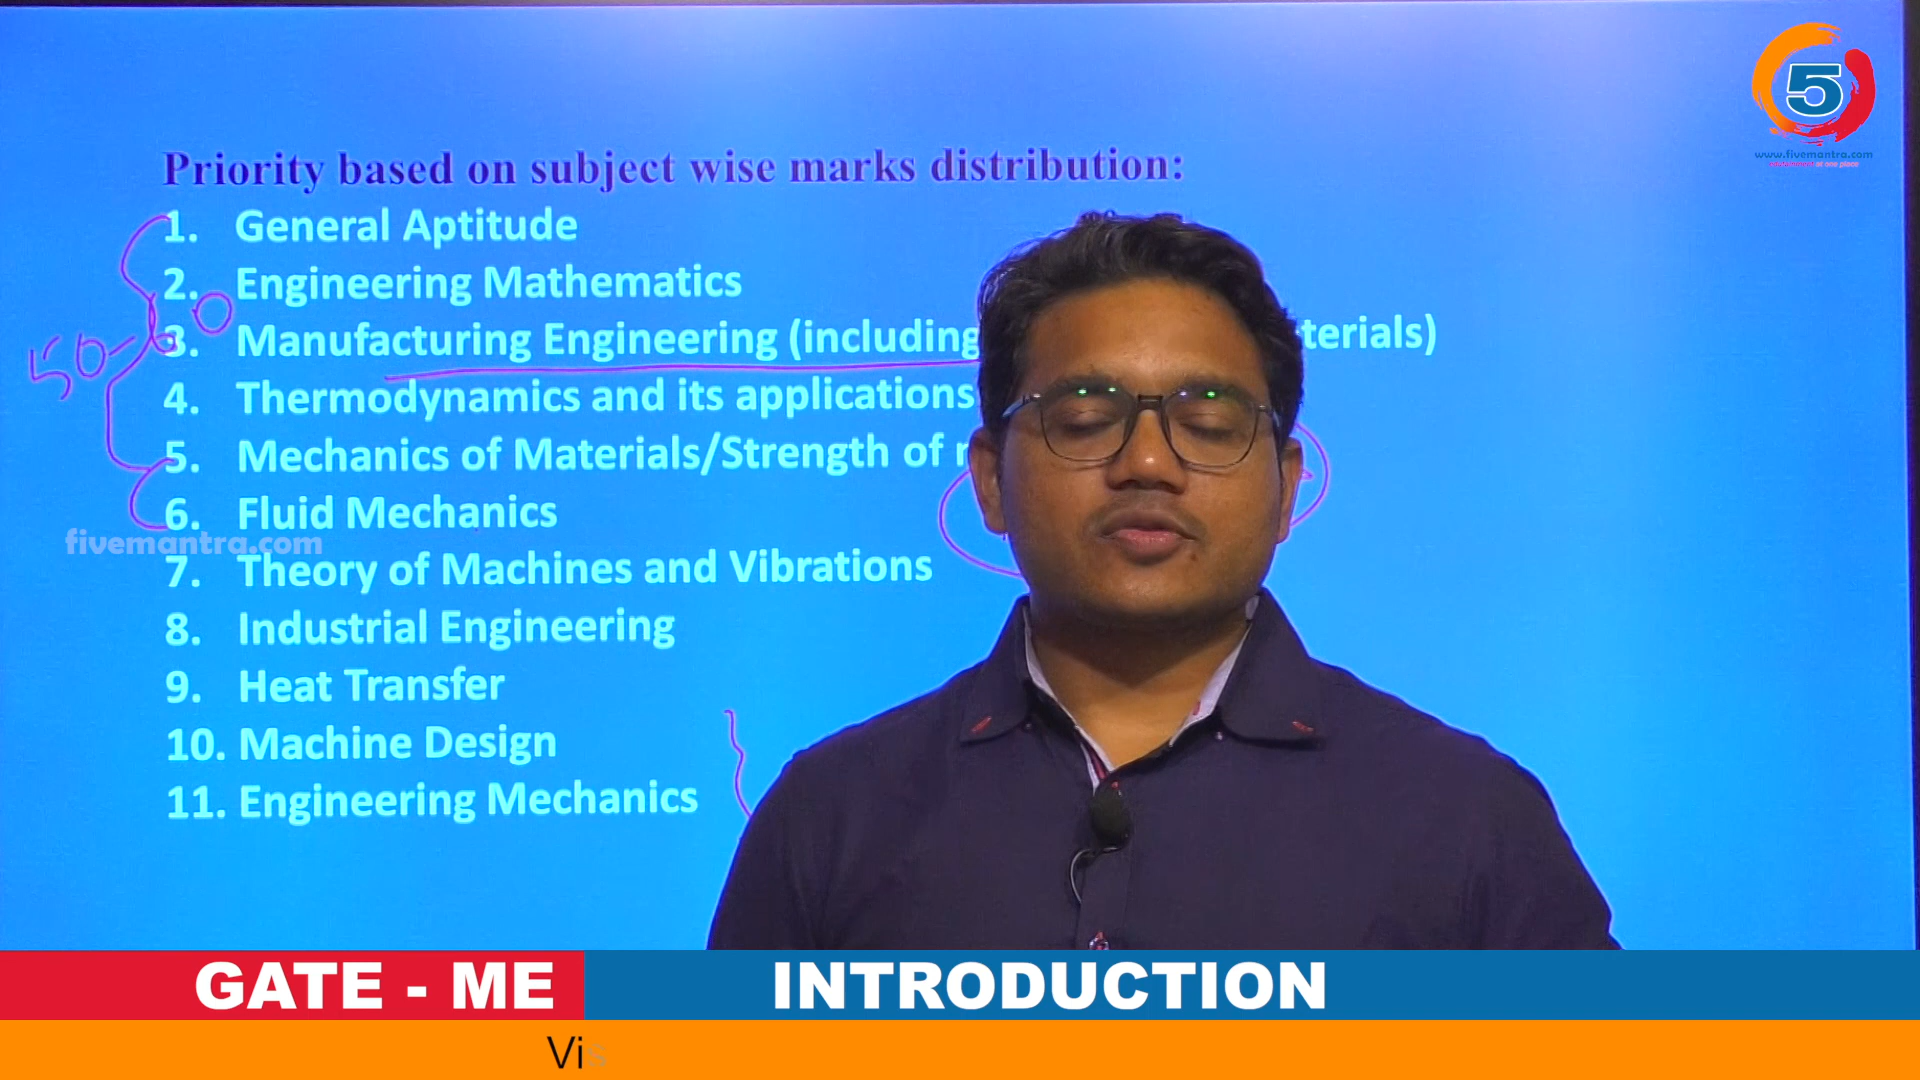 5
www.fivemantra.com
Priority based on subject wise marks distribution:
1. General Aptitude
2. Engineering Mathematics
50-60
3. Manufacturing Engineering (including terials)
4. Thermodynamics and its applications
5. Mechanics of Materials/Strength of
6. Fluid Mechanics
fivemantra.com
7. Theory of Machines and Vibrations
8. Industrial Engineering
9. Heat Transfer
10. Machine Design
11. Engineering Mechanics
GATE - ME INTRODUCTION
Vis